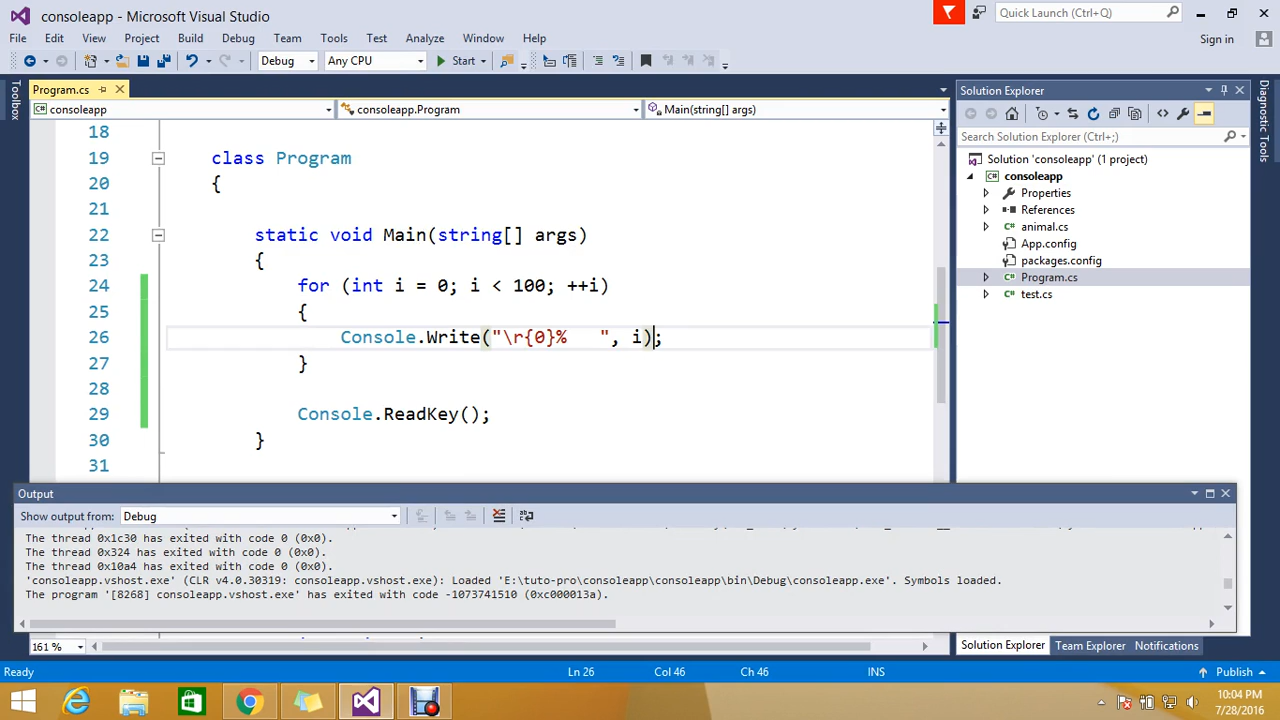 consoleapp - Microsoft Visual Studio
Quick Launch (Ctrl+Q)
File Edit View Project Build Debug Team Tools Test Analyze Window Help
Sign in
Debug Any CPU Start
Toolbox
Program.cs
consoleapp consoleapp.Program Main(string[] args)
18
19 class Program
20 {
21
22 static void Main(string[] args)
23 {
24 for (int i = 0; i < 100; ++i)
25 {
26 Console.Write("\r{0}%   ", i);
27 }
28
29 Console.ReadKey();
30 }
31
Output
Show output from: Debug
The thread 0x1c30 has exited with code 0 (0x0).
The thread 0x324 has exited with code 0 (0x0).
The thread 0x10a4 has exited with code 0 (0x0).
'consoleapp.vshost.exe' (CLR v4.0.30319: consoleapp.vshost.exe): Loaded 'E:\tuto-pro\consoleapp\consoleapp\bin\Debug\consoleapp.exe'. Symbols loaded.
The program '[8268] consoleapp.vshost.exe' has exited with code -1073741510 (0xc000013a).
161 %
Solution Explorer
Search Solution Explorer (Ctrl+;)
Solution 'consoleapp' (1 project)
consoleapp
Properties
References
animal.cs
App.config
packages.config
Program.cs
test.cs
Solution Explorer Team Explorer Notifications
Diagnostic Tools
Ready Ln 26 Col 46 Ch 46 INS Publish
10:04 PM
7/28/2016